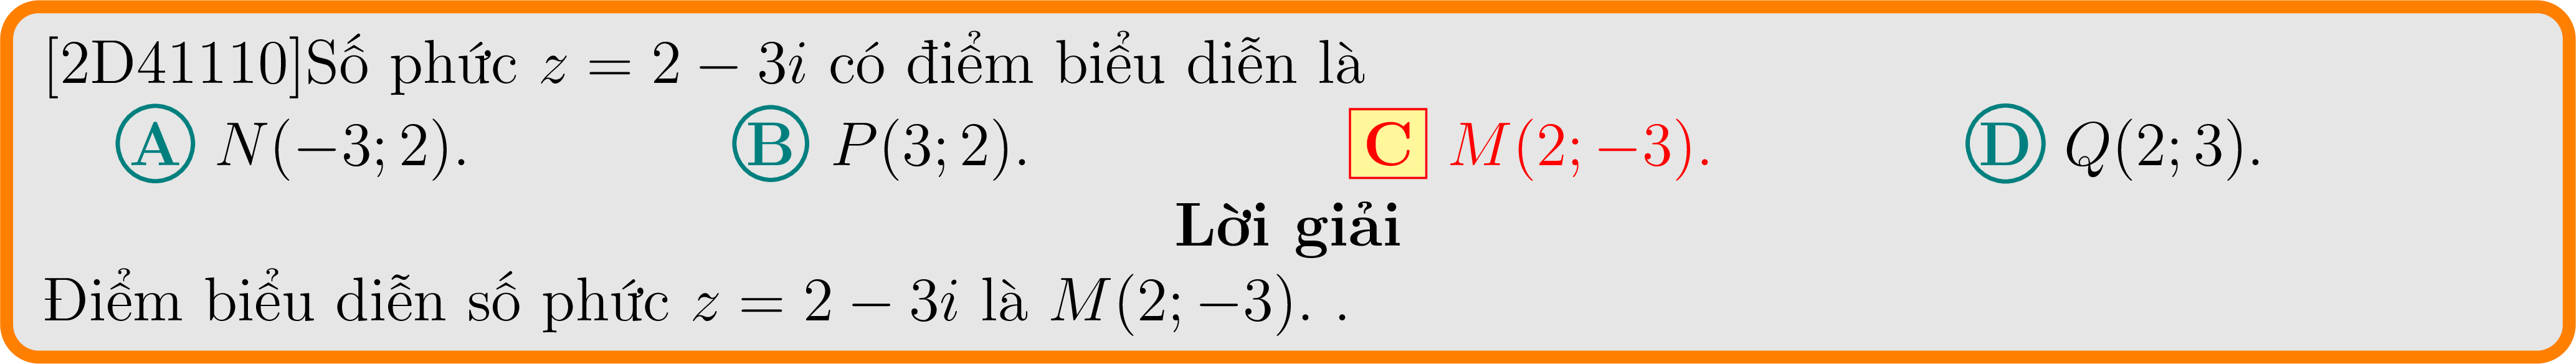 [2D41110]Số phức z = 2 − 3i có điểm biểu diễn là
A N(−3; 2). B P(3; 2). C M(2; −3). D Q(2; 3).
Lời giải
Điểm biểu diễn số phức z = 2 − 3i là M(2; −3). .